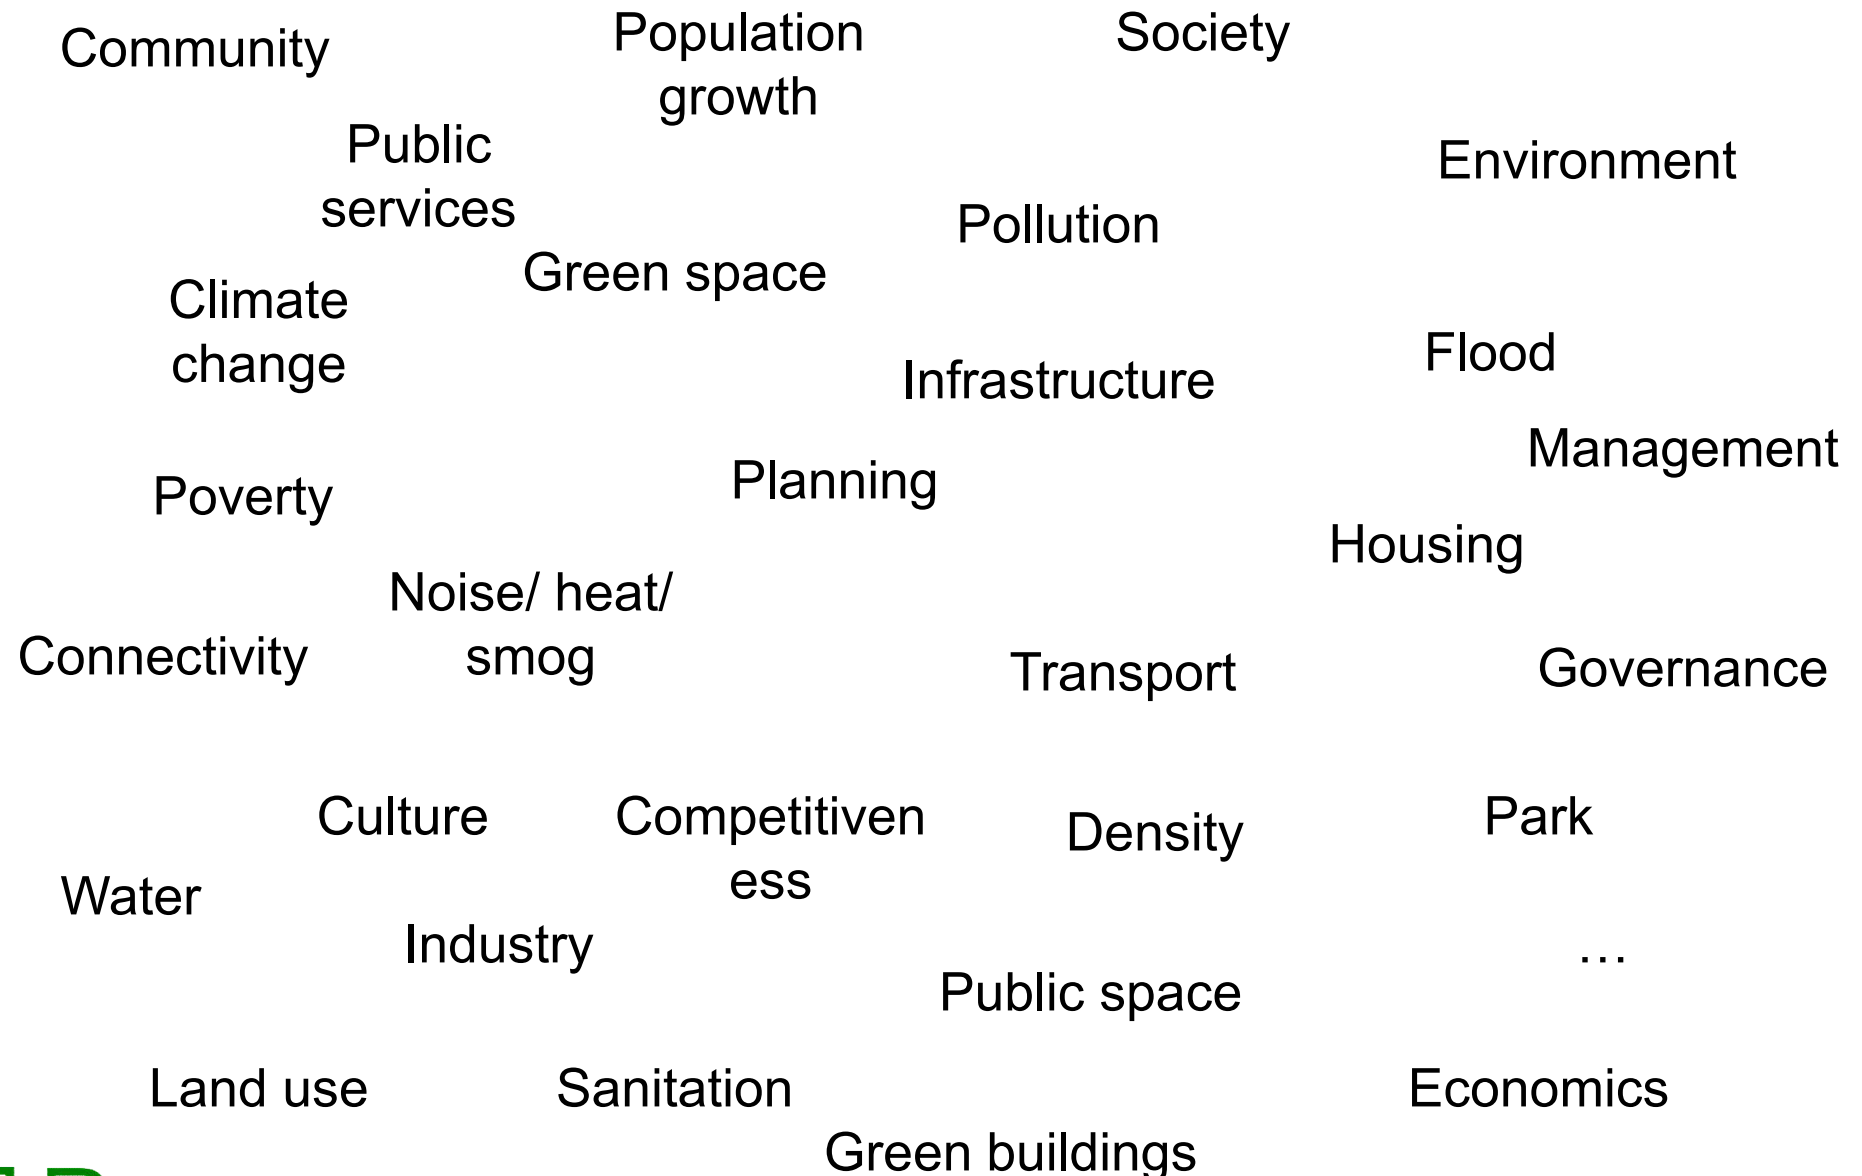 Community
Population
growth
Society
Public
services
Environment
Pollution
Green space
Climate
change
Flood
Infrastructure
Management
Planning
Poverty
Housing
Noise/ heat/
smog
Connectivity
Transport
Governance
Culture
Competitiven
ess
Density
Park
Water
Industry
…
Public space
Land use
Sanitation
Economics
Green buildings